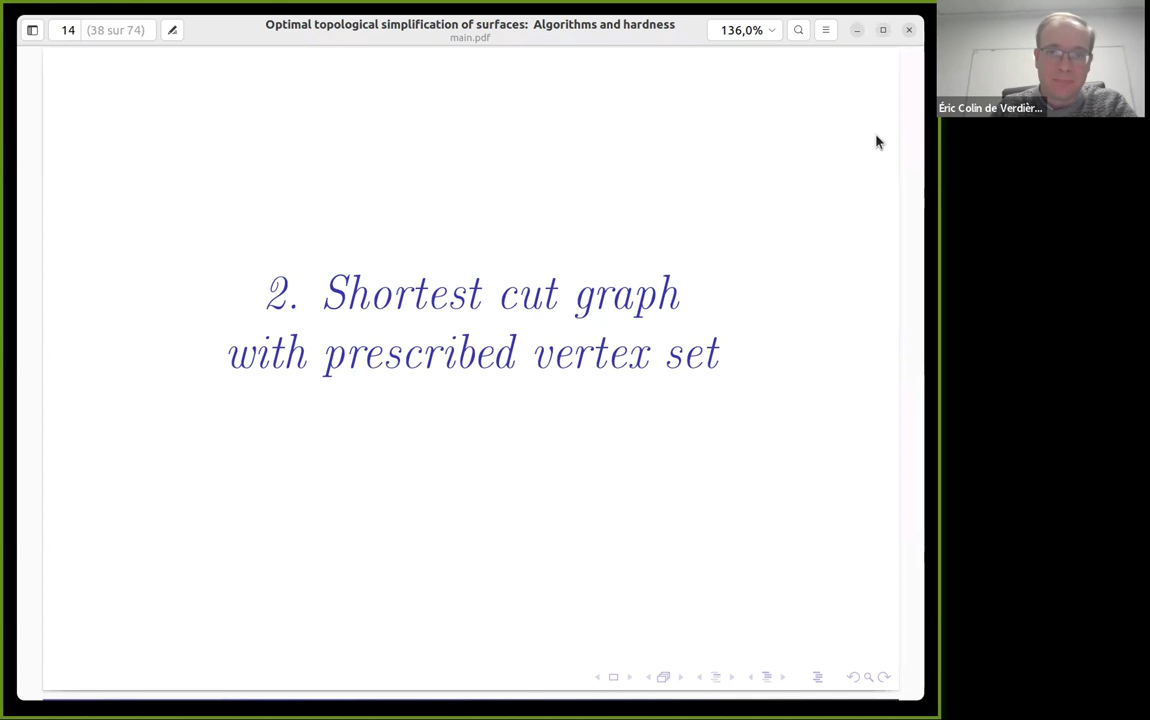 14 (38 sur 74)
Optimal topological simplification of surfaces: Algorithms and hardness
main.pdf
136,0%
Éric Colin de Verdièr...
2. Shortest cut graph
with prescribed vertex set